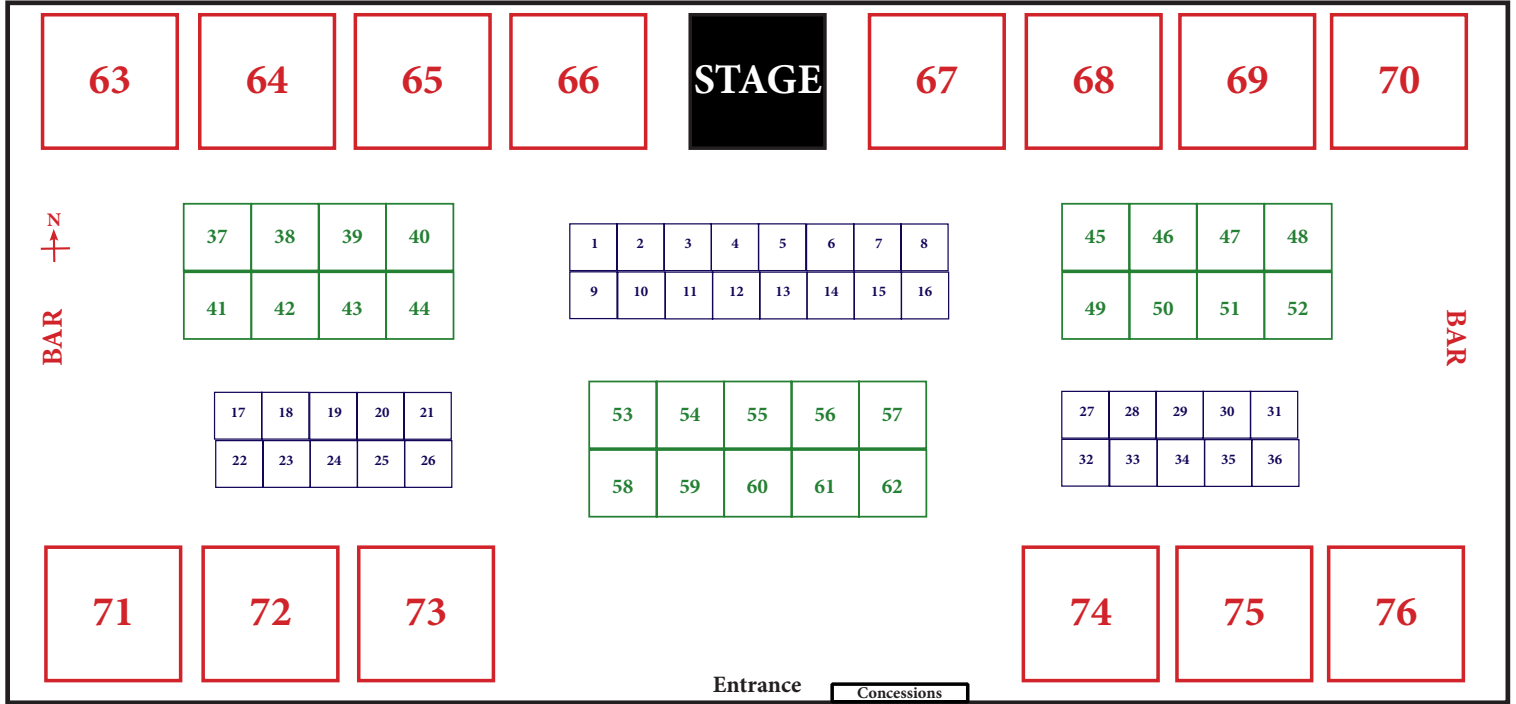 63 64 65 66 STAGE 67 68 69 70
N
37 38 39 40
1 2 3 4 5 6 7 8
45 46 47 48
41 42 43 44
9 10 11 12 13 14 15 16
49 50 51 52
BAR
BAR
17 18 19 20 21
53 54 55 56 57
27 28 29 30 31
22 23 24 25 26
58 59 60 61 62
32 33 34 35 36
71 72 73 74 75 76
Entrance
Concessions